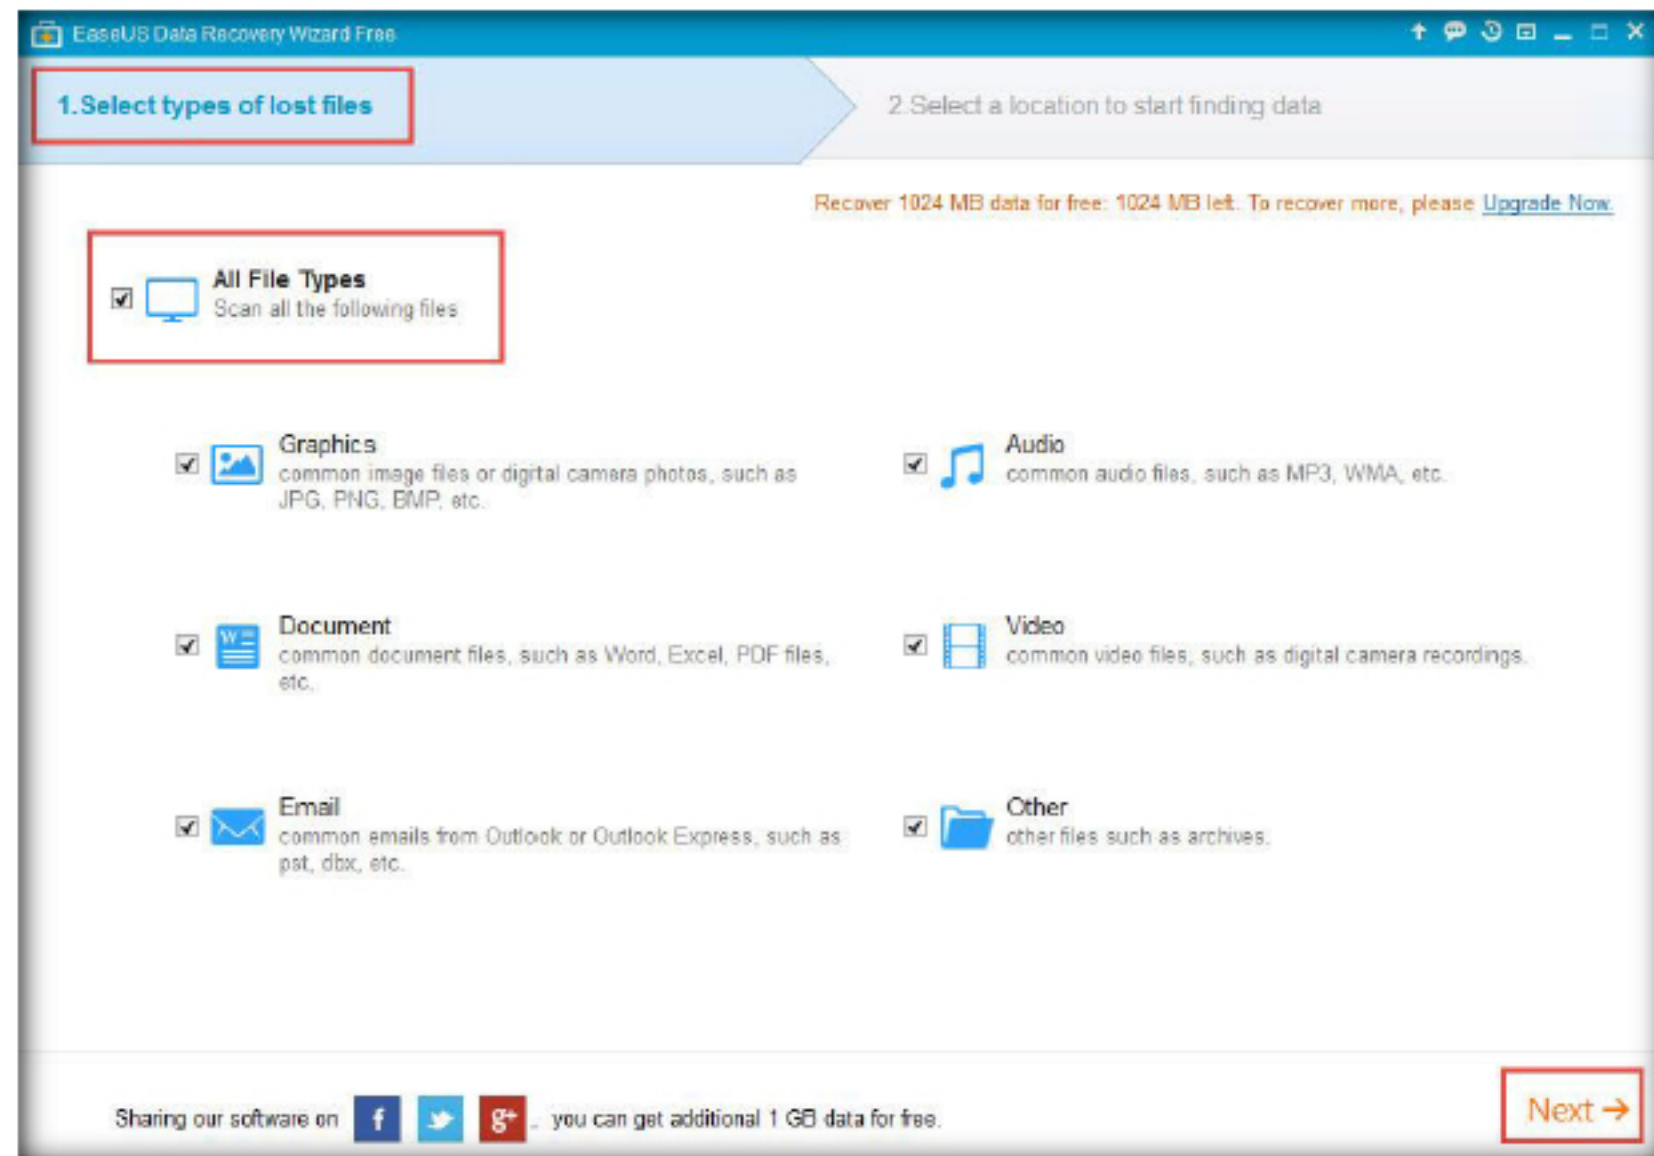 EaseUS Data Recovery Wizard Free
1.Select types of lost files
2.Select a location to start finding data
Recover 1024 MB data for free: 1024 MB left. To recover more, please Upgrade Now.
All File Types
Scan all the following files
Graphics
common image files or digital camera photos, such as
JPG, PNG, BMP, etc.
Audio
common audio files, such as MP3, WMA, etc.
Document
common document files, such as Word, Excel, PDF files,
etc.
Video
common video files, such as digital camera recordings.
Email
common emails from Outlook or Outlook Express, such as
pst, dbx, etc.
Other
other files such as archives.
Sharing our software on f g+ , you can get additional 1 GB data for free.
Next